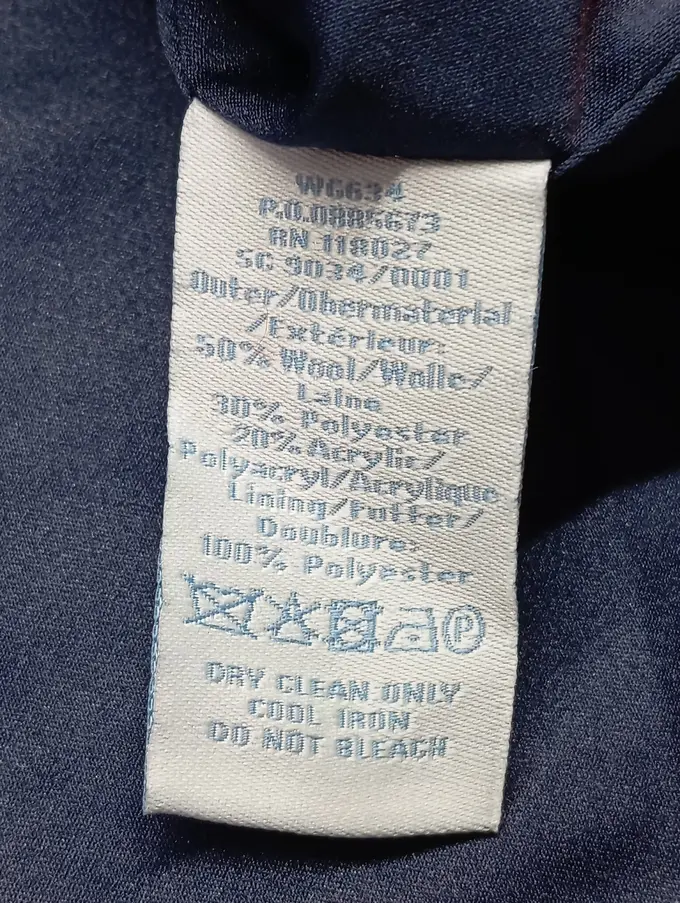 WG634
P.O.0885673
RN 118027
SC 9034/0001
Outer/Obermaterial
/Extérieur:
50% Wool/Wolle/
Laine
30% Polyester
20% Acrylic/
Polyacryl/Acrylique
Lining/Futter/
Doublure:
100% Polyester
P
DRY CLEAN ONLY
COOL IRON
DO NOT BLEACH